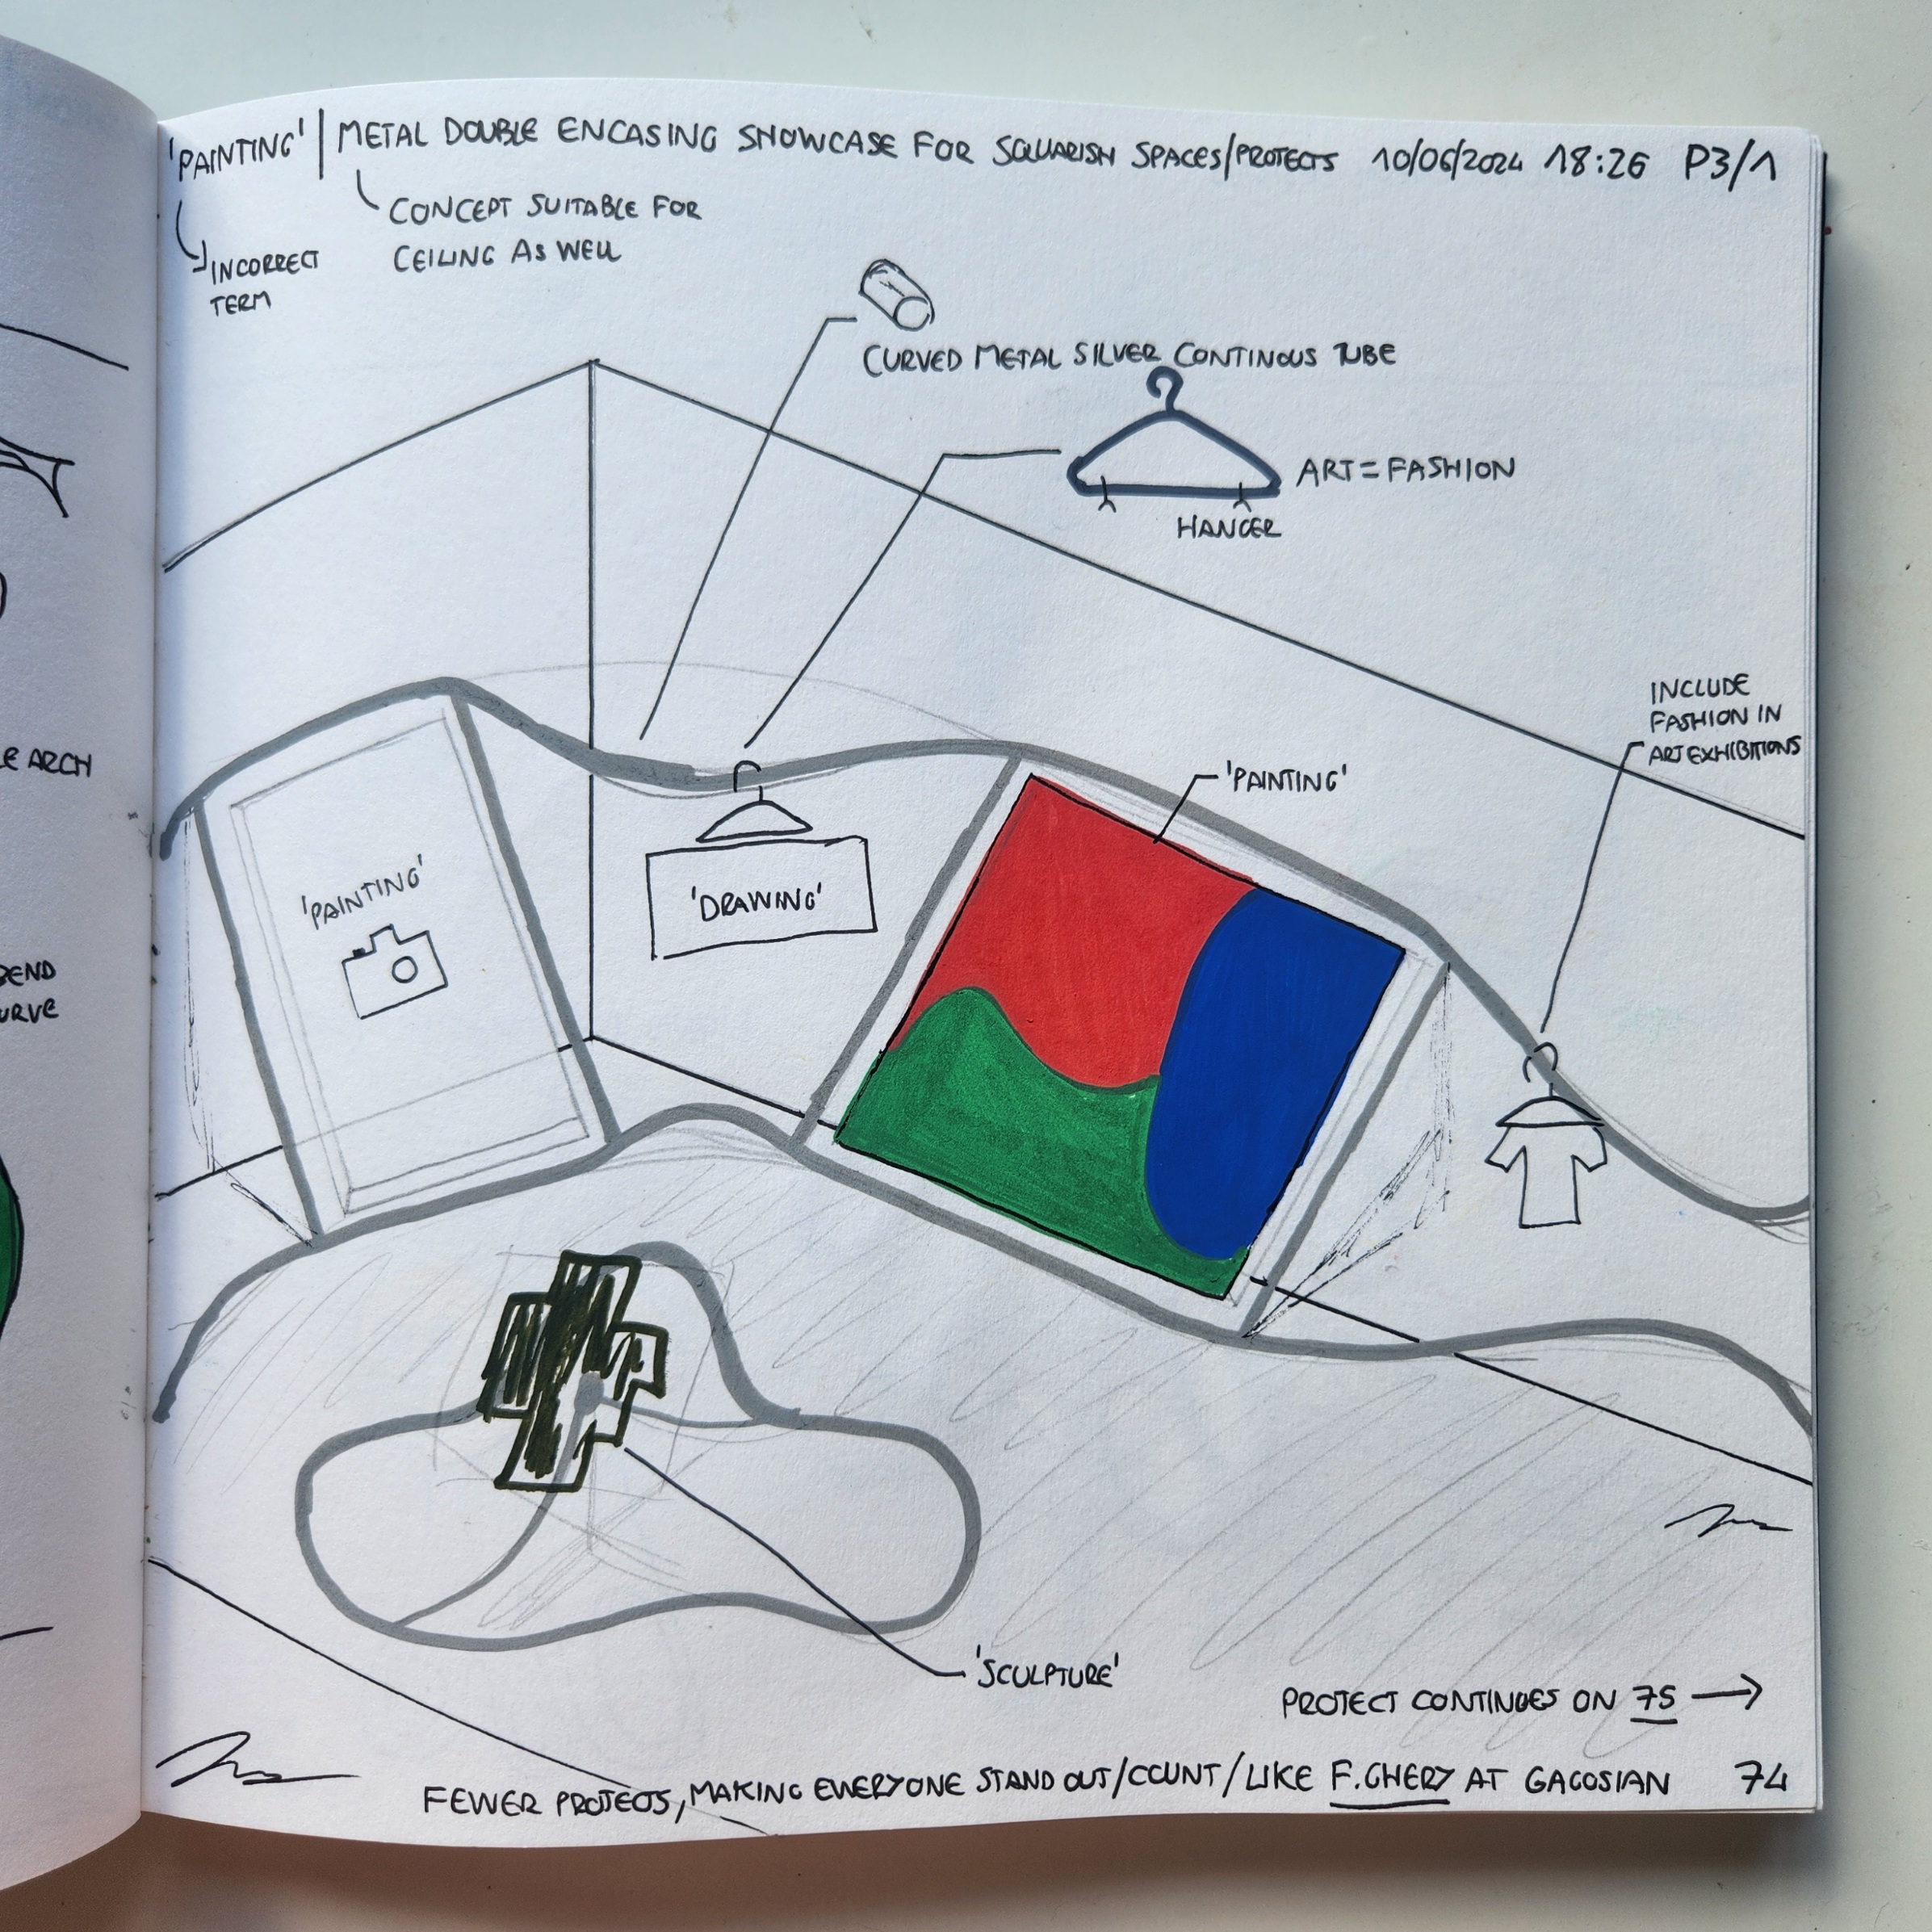 'PAINTING' | METAL DOUBLE ENCASING SHOWCASE FOR SQUARISH SPACES/PROJECTS 10/06/2024 18:26 P3/1
INCORRECT
TERM
CONCEPT SUITABLE FOR
CEILING AS WELL
CURVED METAL SILVER CONTINOUS TUBE
ART=FASHION
HANGER
INCLUDE
FASHION IN
ART EXHIBITIONS
'PAINTING'
'PAINTING'
'DRAWING'
'SCULPTURE'
ARCH
BEND
CURVE
PROJECT CONTINUES ON 75
FEWER PROJECTS, MAKING EVERYONE STAND OUT/COUNT/LIKE F.GHERY AT GAGOSIAN 74